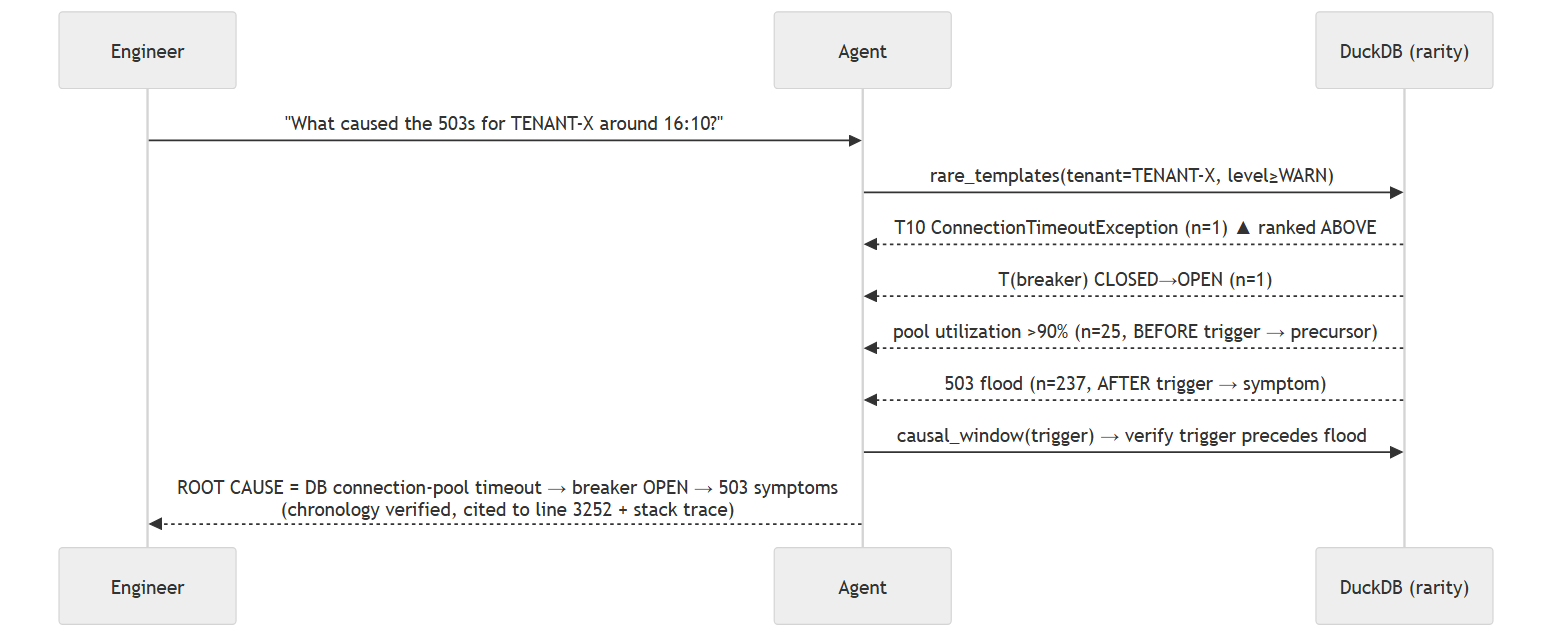 Engineer
Agent
DuckDB (rarity)
"What caused the 503s for TENANT-X around 16:10?"
rare_templates(tenant=TENANT-X, level≥WARN)
T10 ConnectionTimeoutException (n=1) ▲ ranked ABOVE
T(breaker) CLOSED→OPEN (n=1)
pool utilization >90% (n=25, BEFORE trigger → precursor)
503 flood (n=237, AFTER trigger → symptom)
causal_window(trigger) → verify trigger precedes flood
ROOT CAUSE = DB connection-pool timeout → breaker OPEN → 503 symptoms
(chronology verified, cited to line 3252 + stack trace)
Engineer
Agent
DuckDB (rarity)